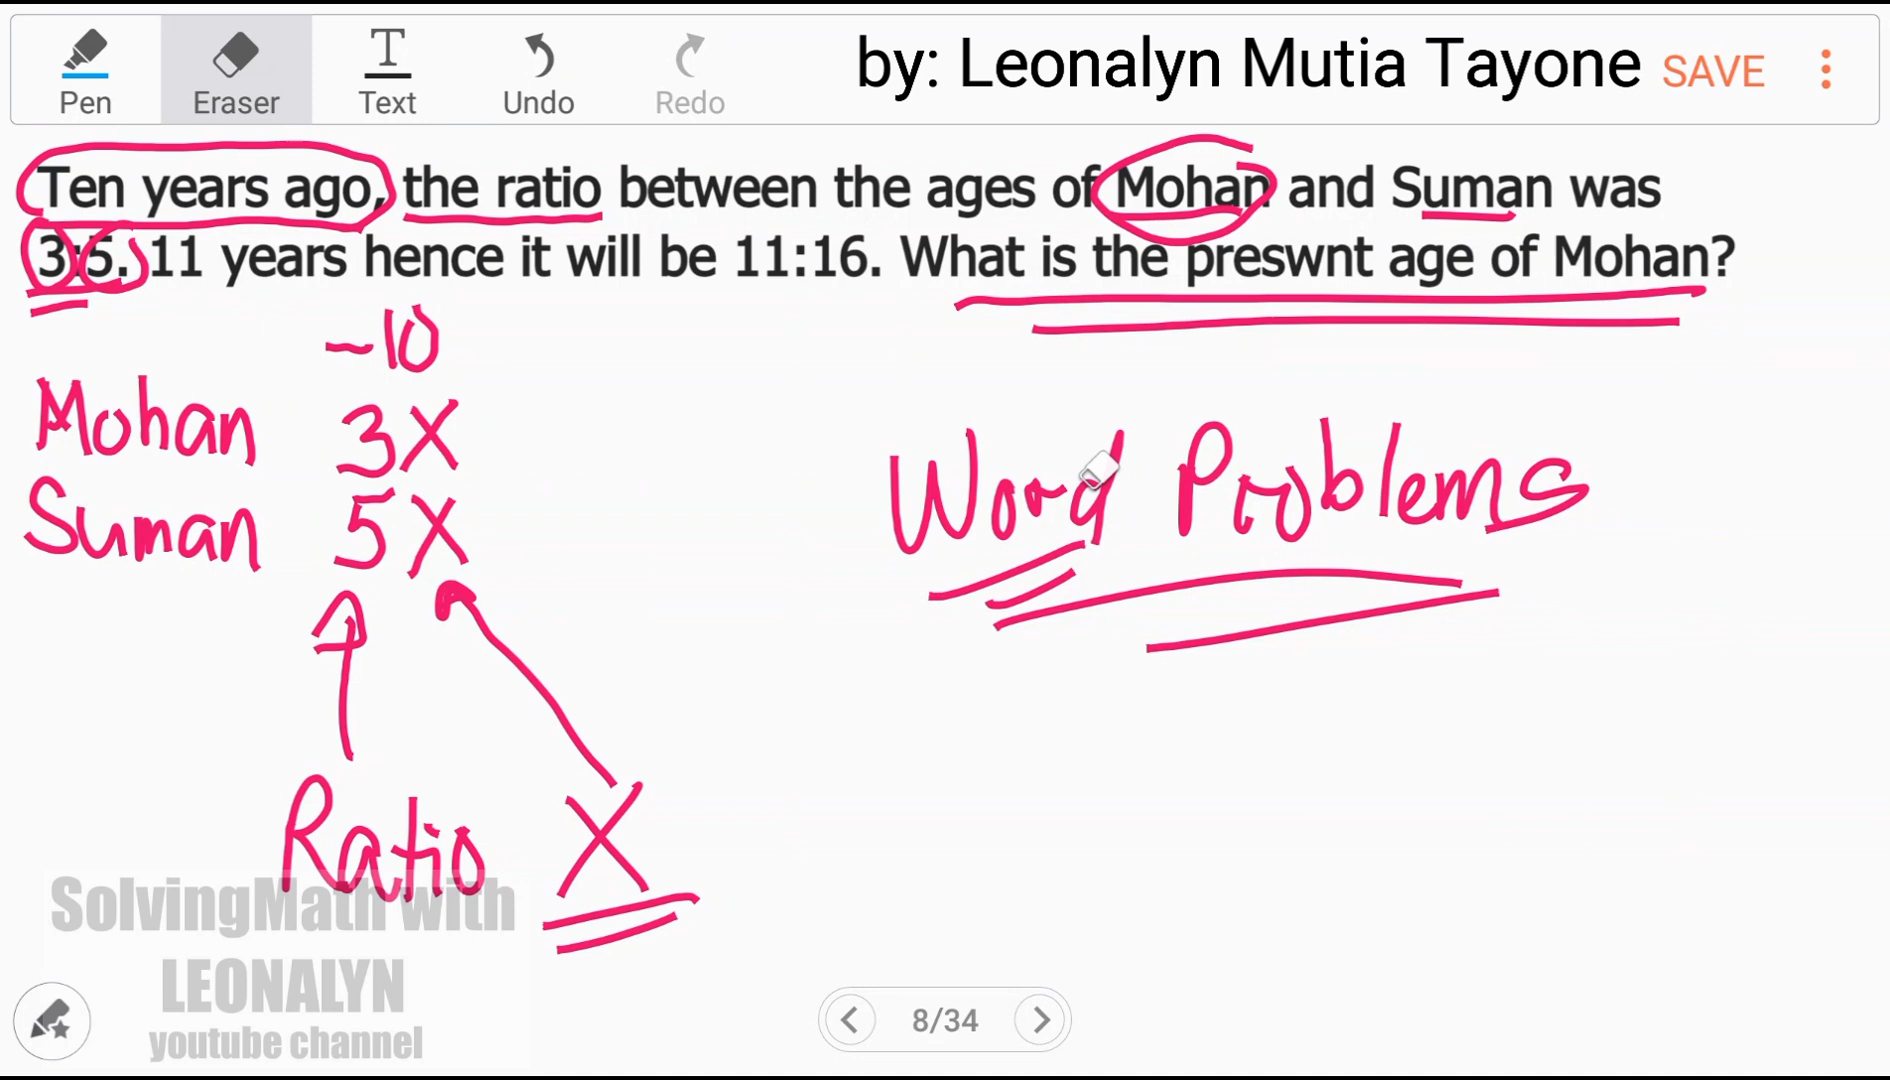 Pen
Eraser
Text
Undo
Redo
by: Leonalyn Mutia Tayone
SAVE
Ten years ago, the ratio between the ages of Mohan and Suman was
3:5. 11 years hence it will be 11:16. What is the preswnt age of Mohan?
-10
Mohan 3X
Suman 5X
Word Problems
Ratio X
SolvingMath with
LEONALYN
youtube channel
8/34